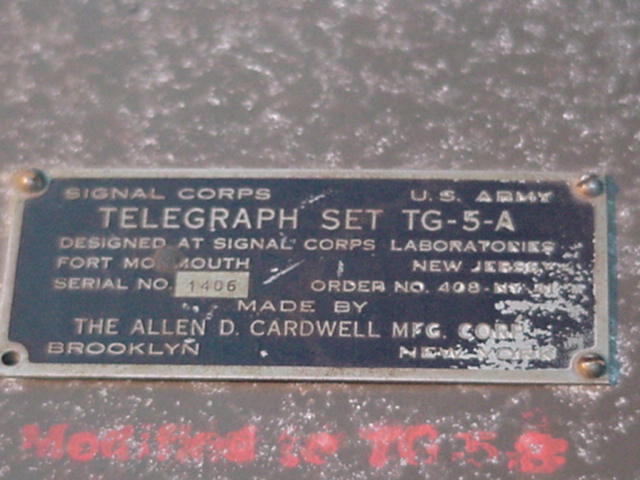 SIGNAL CORPS U.S. ARMY
TELEGRAPH SET TG-5-A
DESIGNED AT SIGNAL CORPS LABORATORIES
FORT MONMOUTH NEW JERSEY
SERIAL NO. 1406 ORDER NO.
MADE BY
THE ALLEN D. CARDWELL MFG. CORP.
BROOKLYN NEW YORK
Modified to TG-5-B